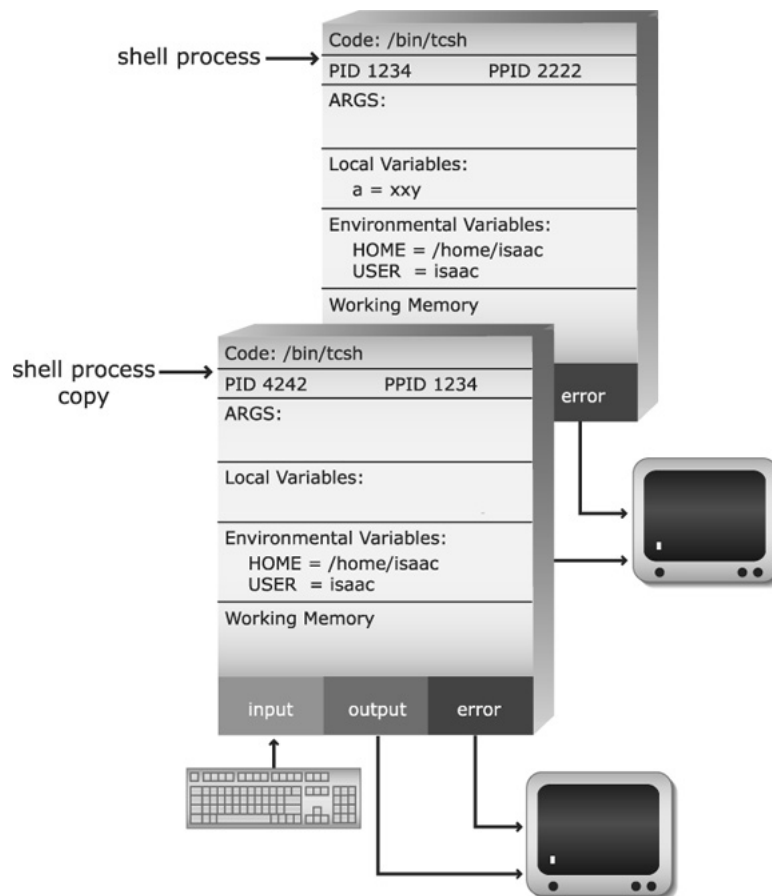 shell process
Code: /bin/tcsh
PID 1234 PPID 2222
ARGS:
Local Variables:
a = xxy
Environmental Variables:
HOME = /home/isaac
USER = isaac
Working Memory
error
shell process
copy
Code: /bin/tcsh
PID 4242 PPID 1234
ARGS:
Local Variables:
Environmental Variables:
HOME = /home/isaac
USER = isaac
Working Memory
input output error